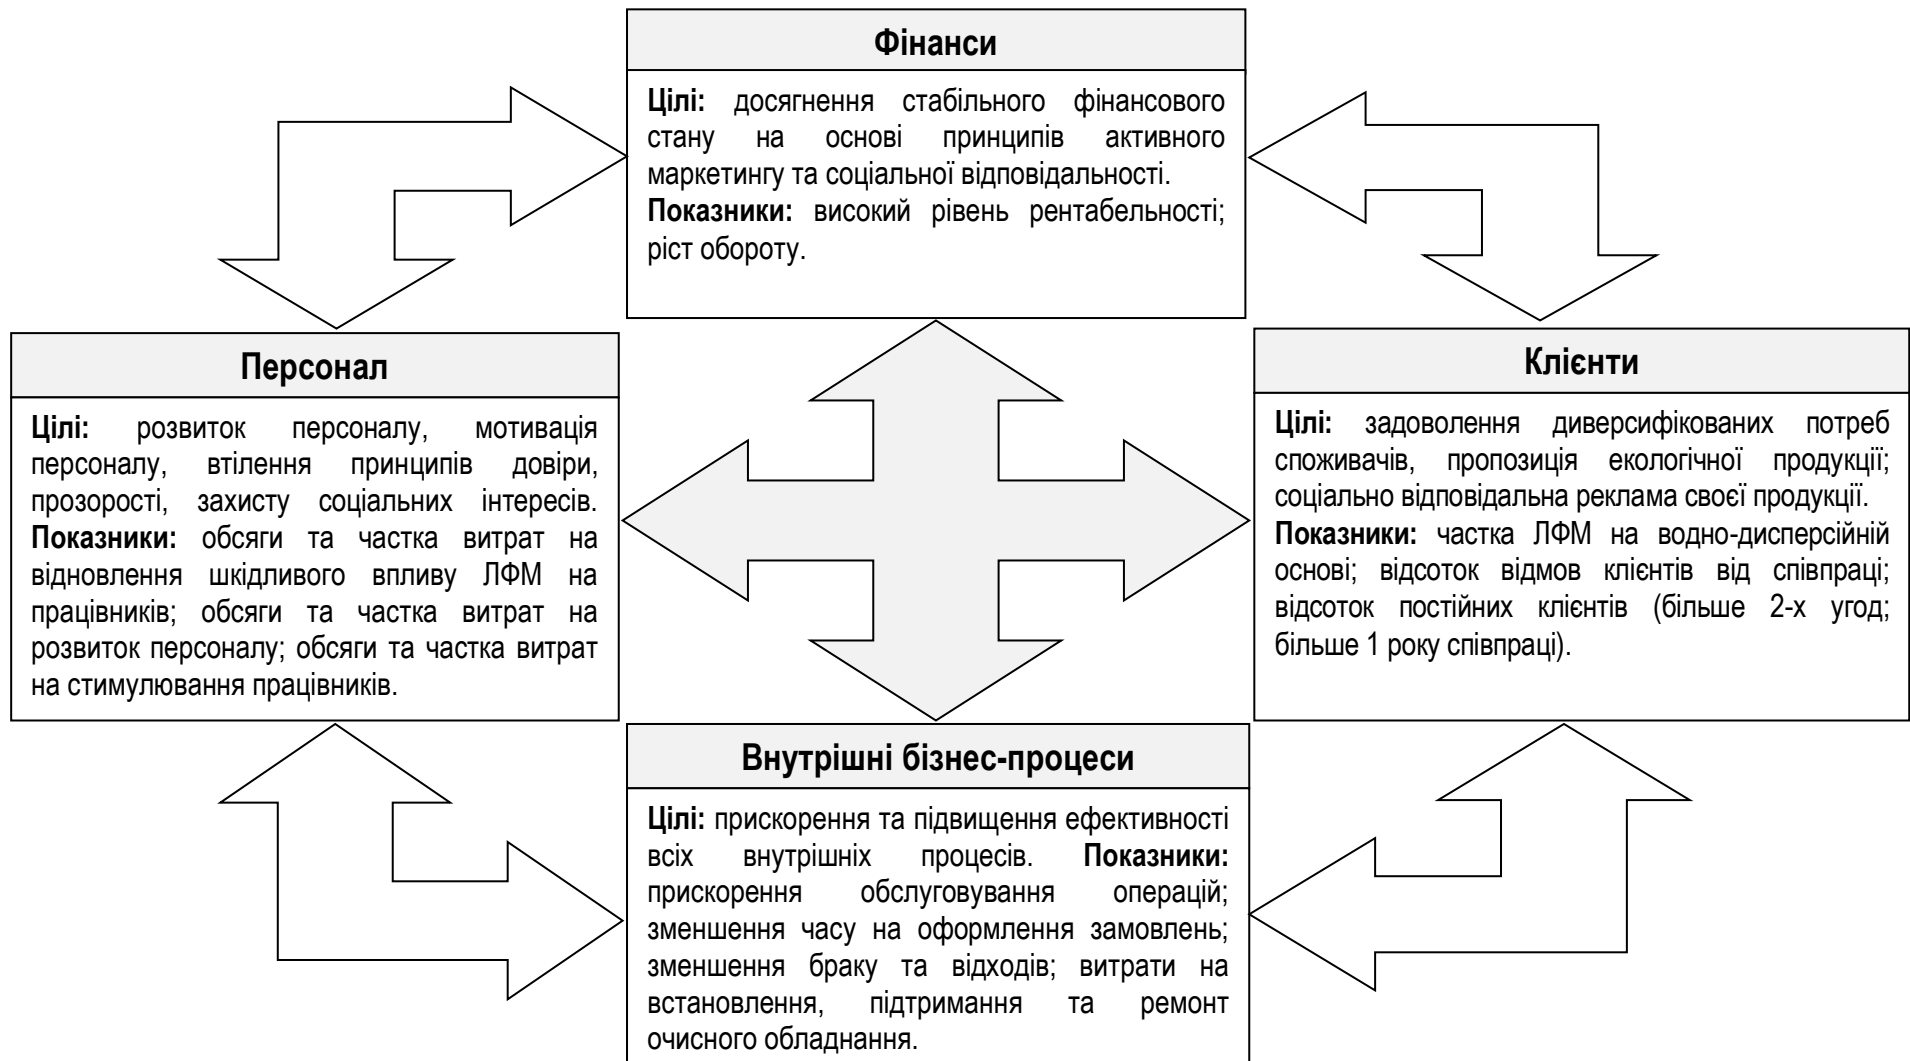 Фінанси
Цілі: досягнення стабільного фінансового
стану на основі принципів активного
маркетингу та соціальної відповідальності.
Показники: високий рівень рентабельності;
ріст обороту.
Персонал
Цілі: розвиток персоналу, мотивація
персоналу, втілення принципів довіри,
прозорості, захисту соціальних інтересів.
Показники: обсяги та частка витрат на
відновлення шкідливого впливу ЛФМ на
працівників; обсяги та частка витрат на
розвиток персоналу; обсяги та частка витрат
на стимулювання працівників.
Клієнти
Цілі: задоволення диверсифікованих потреб
споживачів, пропозиція екологічної продукції;
соціально відповідальна реклама своєї продукції.
Показники: частка ЛФМ на водно-дисперсійній
основі; відсоток відмов клієнтів від співпраці;
відсоток постійних клієнтів (більше 2-х угод;
більше 1 року співпраці).
Внутрішні бізнес-процеси
Цілі: прискорення та підвищення ефективності
всіх внутрішніх процесів. Показники:
прискорення обслуговування операцій;
зменшення часу на оформлення замовлень;
зменшення браку та відходів; витрати на
встановлення, підтримання та ремонт
очисного обладнання.